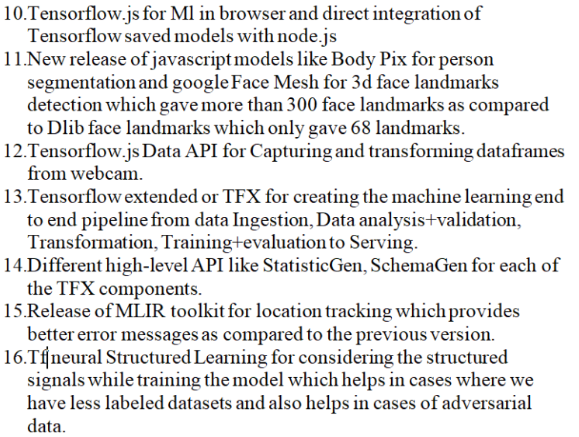 10.Tensorflow.js for Ml in browser and direct integration of
Tensorflow saved models with node.js
11.New release of javascript models like Body Pix for person
segmentation and google Face Mesh for 3d face landmarks
detection which gave more than 300 face landmarks as compared
to Dlib face landmarks which only gave 68 landmarks.
12.Tensorflow.js Data API for Capturing and transforming dataframes
from webcam.
13.Tensorflow extended or TFX for creating the machine learning end
to end pipeline from data Ingestion, Data analysis+validation,
Transformation, Training+evaluation to Serving.
14.Different high-level API like StatisticGen, SchemaGen for each of
the TFX components.
15.Release of MLIR toolkit for location tracking which provides
better error messages as compared to the previous version.
16.Tf neural Structured Learning for considering the structured
signals while training the model which helps in cases where we
have less labeled datasets and also helps in cases of adversarial
data.